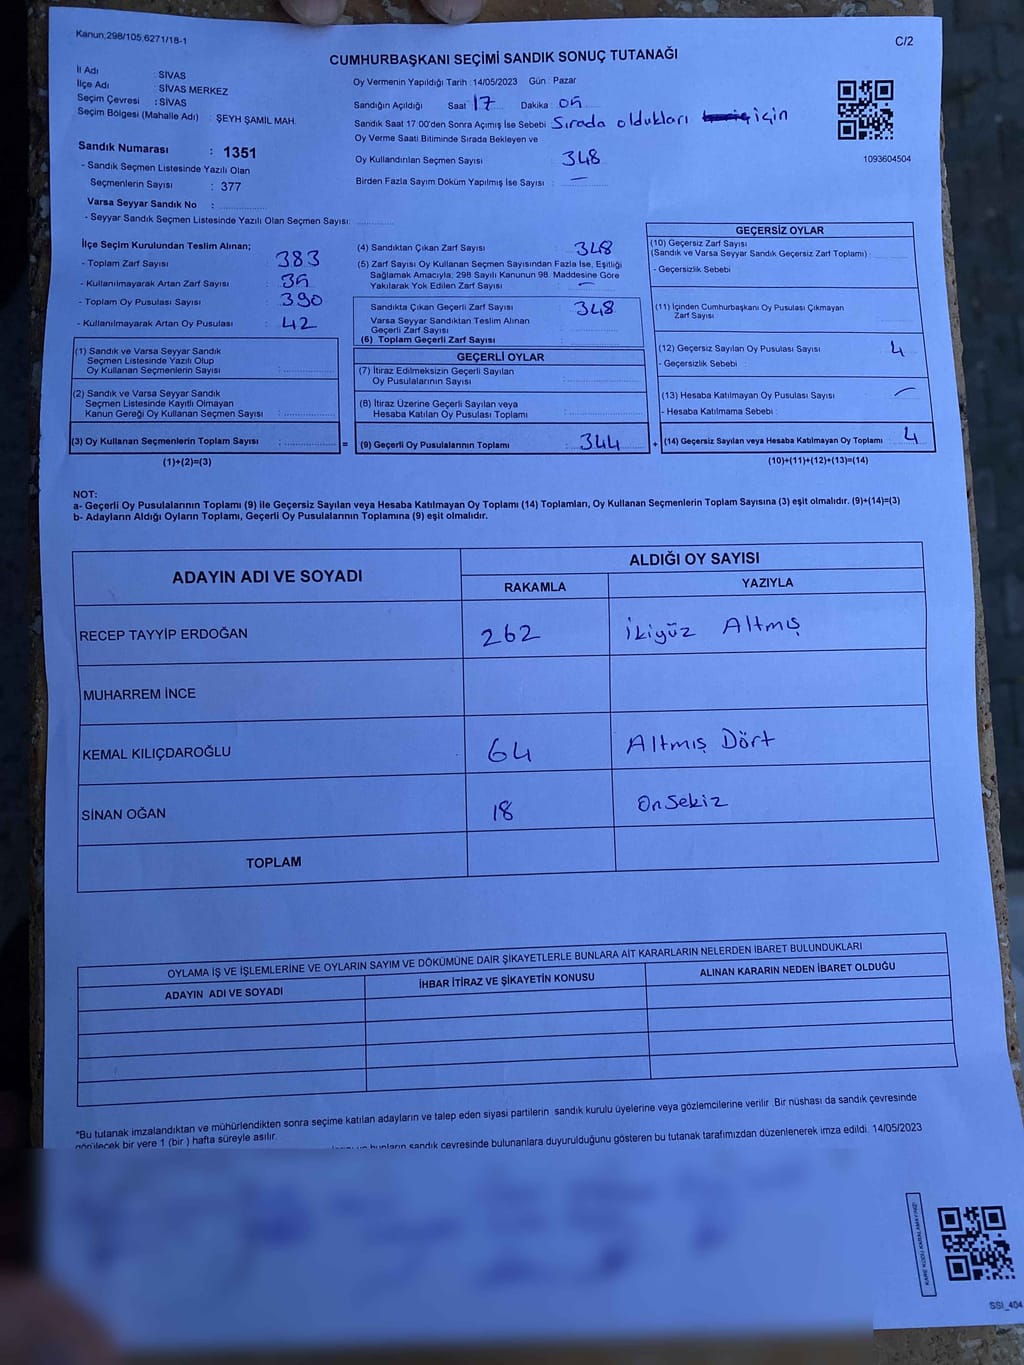 Kanun,298/105,6271/18-1
C/2
CUMHURBAŞKANI SEÇİMİ SANDIK SONUÇ TUTANAĞI
İl Adı : SİVAS
İlçe Adı : SİVAS MERKEZ
Seçim Çevresi : SİVAS
Seçim Bölgesi (Mahalle Adı) : ŞEYH ŞAMİL MAH.
Sandık Numarası : 1351
- Sandık Seçmen Listesinde Yazılı Olan
Seçmenlerin Sayısı : 377
Varsa Seyyar Sandık No :
- Seyyar Sandık Seçmen Listesinde Yazılı Olan Seçmen Sayısı:
Oy Vermenin Yapıldığı Tarih : 14/05/2023 Gün : Pazar
Sandığın Açıldığı Saat 17 Dakika : 05
Sandık Saat 17:00'den Sonra Açımış İse Sebebi Sırada oldukları için
Oy Verme Saati Bitiminde Sırada Bekleyen ve
Oy Kullandırılan Seçmen Sayısı 348
Birden Fazla Sayım Döküm Yapılmış İse Sayısı : —
1093604504
İlçe Seçim Kurulundan Teslim Alınan;
- Toplam Zarf Sayısı : 383
- Kullanılmayarak Artan Zarf Sayısı : 35
- Toplam Oy Pusulası Sayısı : 390
- Kullanılmayarak Artan Oy Pusulası : 42
(1) Sandık ve Varsa Seyyar Sandık
Seçmen Listesinde Yazılı Olup
Oy Kullanan Seçmenlerin Sayısı :
(2) Sandık ve Varsa Seyyar Sandık
Seçmen Listesinde Kayıtlı Olmayan
Kanun Gereği Oy Kullanan Seçmen Sayısı :
(3) Oy Kullanan Seçmenlerin Toplam Sayısı : =
(1)+(2)=(3)
(4) Sandıktan Çıkan Zarf Sayısı 348
(5) Zarf Sayısı Oy Kullanan Seçmen Sayısından Fazla İse, Eşitliği
Sağlamak Amacıyla; 298 Sayılı Kanunun 98. Maddesine Göre
Yakılarak Yok Edilen Zarf Sayısı : —
Sandıkta Çıkan Geçerli Zarf Sayısı : 348
Varsa Seyyar Sandıktan Teslim Alınan
Geçerli Zarf Sayısı
(6) Toplam Geçerli Zarf Sayısı :
GEÇERLİ OYLAR
(7) İtiraz Edilmeksizin Geçerli Sayılan
Oy Pusulalarının Sayısı :
(8) İtiraz Üzerine Geçerli Sayılan veya
Hesaba Katılan Oy Pusulası Toplamı :
(9) Geçerli Oy Pusulalarının Toplamı : 344 +
GEÇERSİZ OYLAR
(10) Geçersiz Zarf Sayısı
(Sandık ve Varsa Seyyar Sandık Geçersiz Zarf Toplamı) :
- Geçersizlik Sebebi
(11) İçinden Cumhurbaşkanı Oy Pusulası Çıkmayan
Zarf Sayısı
(12) Geçersiz Sayılan Oy Pusulası Sayısı 4
- Geçersizlik Sebebi :
(13) Hesaba Katılmayan Oy Pusulası Sayısı —
- Hesaba Katılmama Sebebi :
(14) Geçersiz Sayılan veya Hesaba Katılmayan Oy Toplamı 4
(10)+(11)+(12)+(13)=(14)
NOT:
a- Geçerli Oy Pusulalarının Toplamı (9) ile Geçersiz Sayılan veya Hesaba Katılmayan Oy Toplamı (14) Toplamları, Oy Kullanan Seçmenlerin Toplam Sayısına (3) eşit olmalıdır. (9)+(14)=(3)
b- Adayların Aldığı Oyların Toplamı, Geçerli Oy Pusulalarının Toplamına (9) eşit olmalıdır.
ADAYIN ADI VE SOYADI
ALDIĞI OY SAYISI
RAKAMLA YAZIYLA
RECEP TAYYİP ERDOĞAN 262 İkiyüz Altmış
MUHARREM İNCE
KEMAL KILIÇDAROĞLU 64 Altmış Dört
SİNAN OĞAN 18 Onsekiz
TOPLAM
OYLAMA İŞ VE İŞLEMLERİNE VE OYLARIN SAYIM VE DÖKÜMÜNE DAİR ŞİKAYETLERLE BUNLARA AİT KARARLARIN NELERDEN İBARET BULUNDUKLARI
ADAYIN ADI VE SOYADI İHBAR İTİRAZ VE ŞİKAYETİN KONUSU ALINAN KARARIN NEDEN İBARET OLDUĞU
*Bu tutanak imzalandıktan ve mühürlendikten sonra seçime katılan adayların ve talep eden siyasi partilerin sandık kurulu üyelerine veya gözlemcilerine verilir .Bir nüshası da sandık çevresinde
görülecek bir yere 1 (bir ) hafta süreyle asılır.
bunların sandık çevresinde bulunanlara duyurulduğunu gösteren bu tutanak tarafımızdan düzenlenerek imza edildi. 14/05/2023
KARE KODU KARALAMAYINIZ!
SSI_404